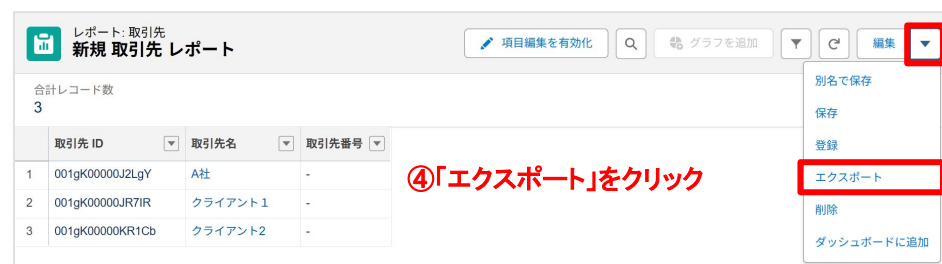 レポート: 取引先
新規 取引先 レポート
項目編集を有効化
グラフを追加
編集
合計レコード数
3
取引先 ID 取引先名 取引先番号
1 001gK00000J2LgY A社 -
2 001gK00000JR7IR クライアント１ -
3 001gK00000KR1Cb クライアント2 -
④「エクスポート」をクリック
別名で保存
保存
登録
エクスポート
削除
ダッシュボードに追加